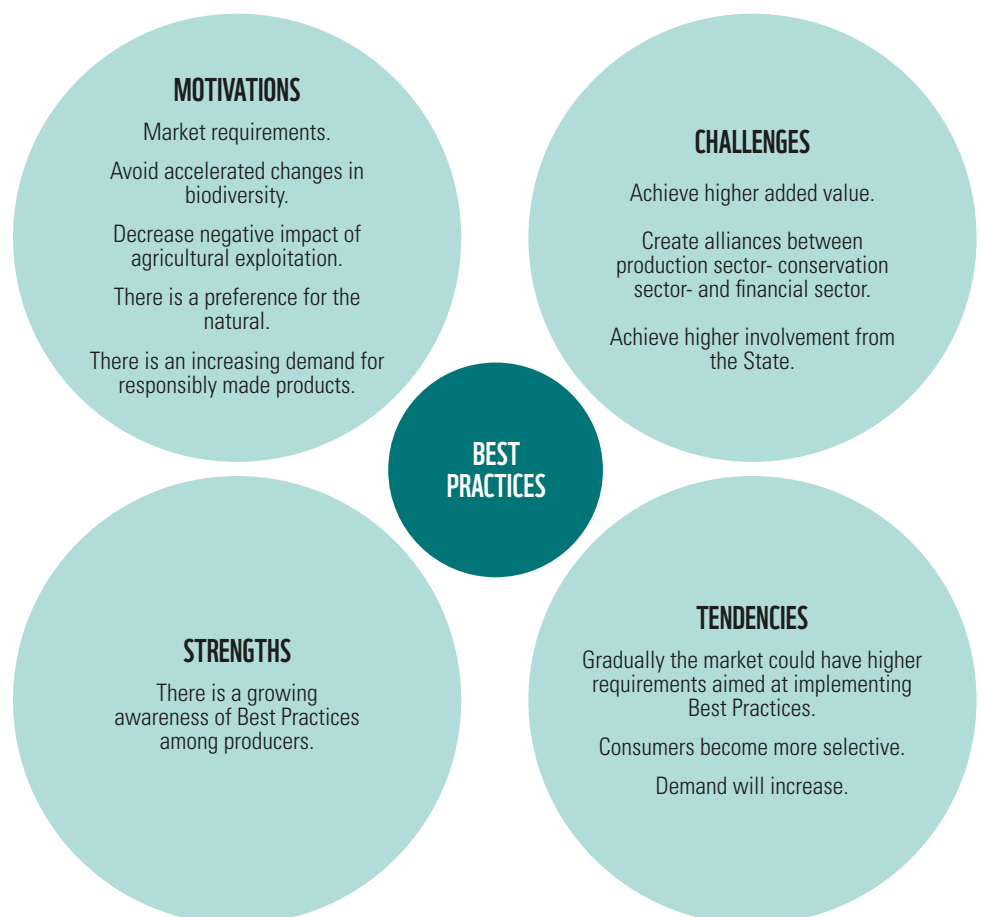 MOTIVATIONS
Market requirements.
Avoid accelerated changes in
biodiversity.
Decrease negative impact of
agricultural exploitation.
There is a preference for the
natural.
There is an increasing demand for
responsibly made products.
CHALLENGES
Achieve higher added value.
Create alliances between
production sector- conservation
sector- and financial sector.
Achieve higher involvement from
the State.
BEST
PRACTICES
STRENGTHS
There is a growing
awareness of Best Practices
among producers.
TENDENCIES
Gradually the market could have higher
requirements aimed at implementing
Best Practices.
Consumers become more selective.
Demand will increase.